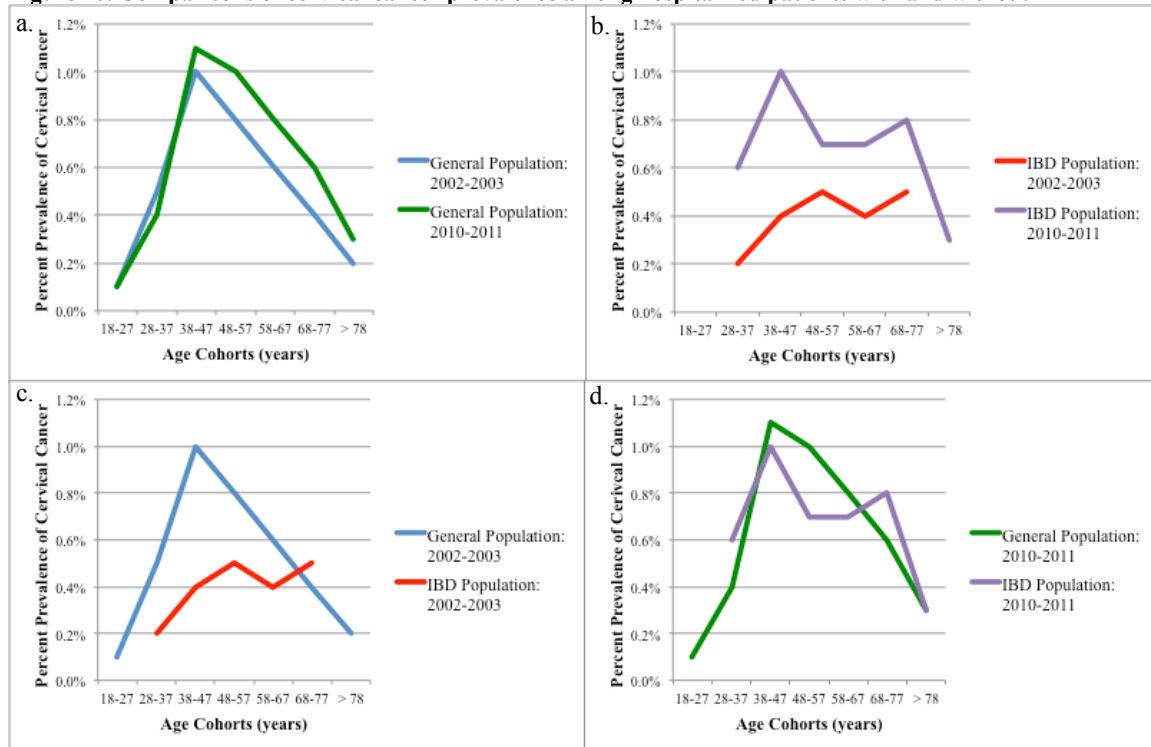 a.
Percent Prevalence of Cervical Cancer
1.2%
1.0%
0.8%
0.6%
0.4%
0.2%
0.0%
18-27 28-37 38-47 48-57 58-67 68-77 > 78
Age Cohorts (years)
General Population:
2002-2003
General Population:
2010-2011
b.
Percent Prevalence of Cervical Cancer
1.2%
1.0%
0.8%
0.6%
0.4%
0.2%
0.0%
18-27 28-37 38-47 48-57 58-67 68-77 > 78
Age Cohorts (years)
IBD Population:
2002-2003
IBD Population:
2010-2011
c.
Percent Prevalence of Cervical Cancer
1.2%
1.0%
0.8%
0.6%
0.4%
0.2%
0.0%
18-27 28-37 38-47 48-57 58-67 68-77 > 78
Age Cohorts (years)
General Population:
2002-2003
IBD Population:
2002-2003
d.
Percent Prevalence of Cerivcal Cancer
1.2%
1.0%
0.8%
0.6%
0.4%
0.2%
0.0%
18-27 28-37 38-47 48-57 58-67 68-77 > 78
Age Cohorts (years)
General Population:
2010-2011
IBD Population:
2010-2011